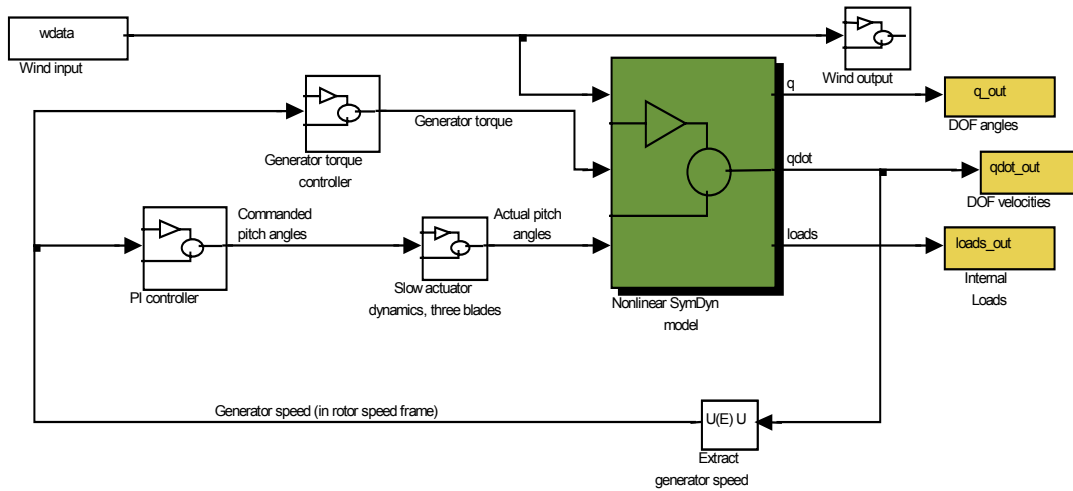 wdata
Wind input
Wind output
q
q_out
DOF angles
Generator torque
Generator torque
controller
qdot
qdot_out
DOF velocities
Commanded
pitch angles
Actual pitch
angles
loads
loads_out
Internal
Loads
PI controller
Slow actuator
dynamics, three blades
Nonlinear SymDyn
model
Generator speed (in rotor speed frame)
U(E) U
Extract
generator speed